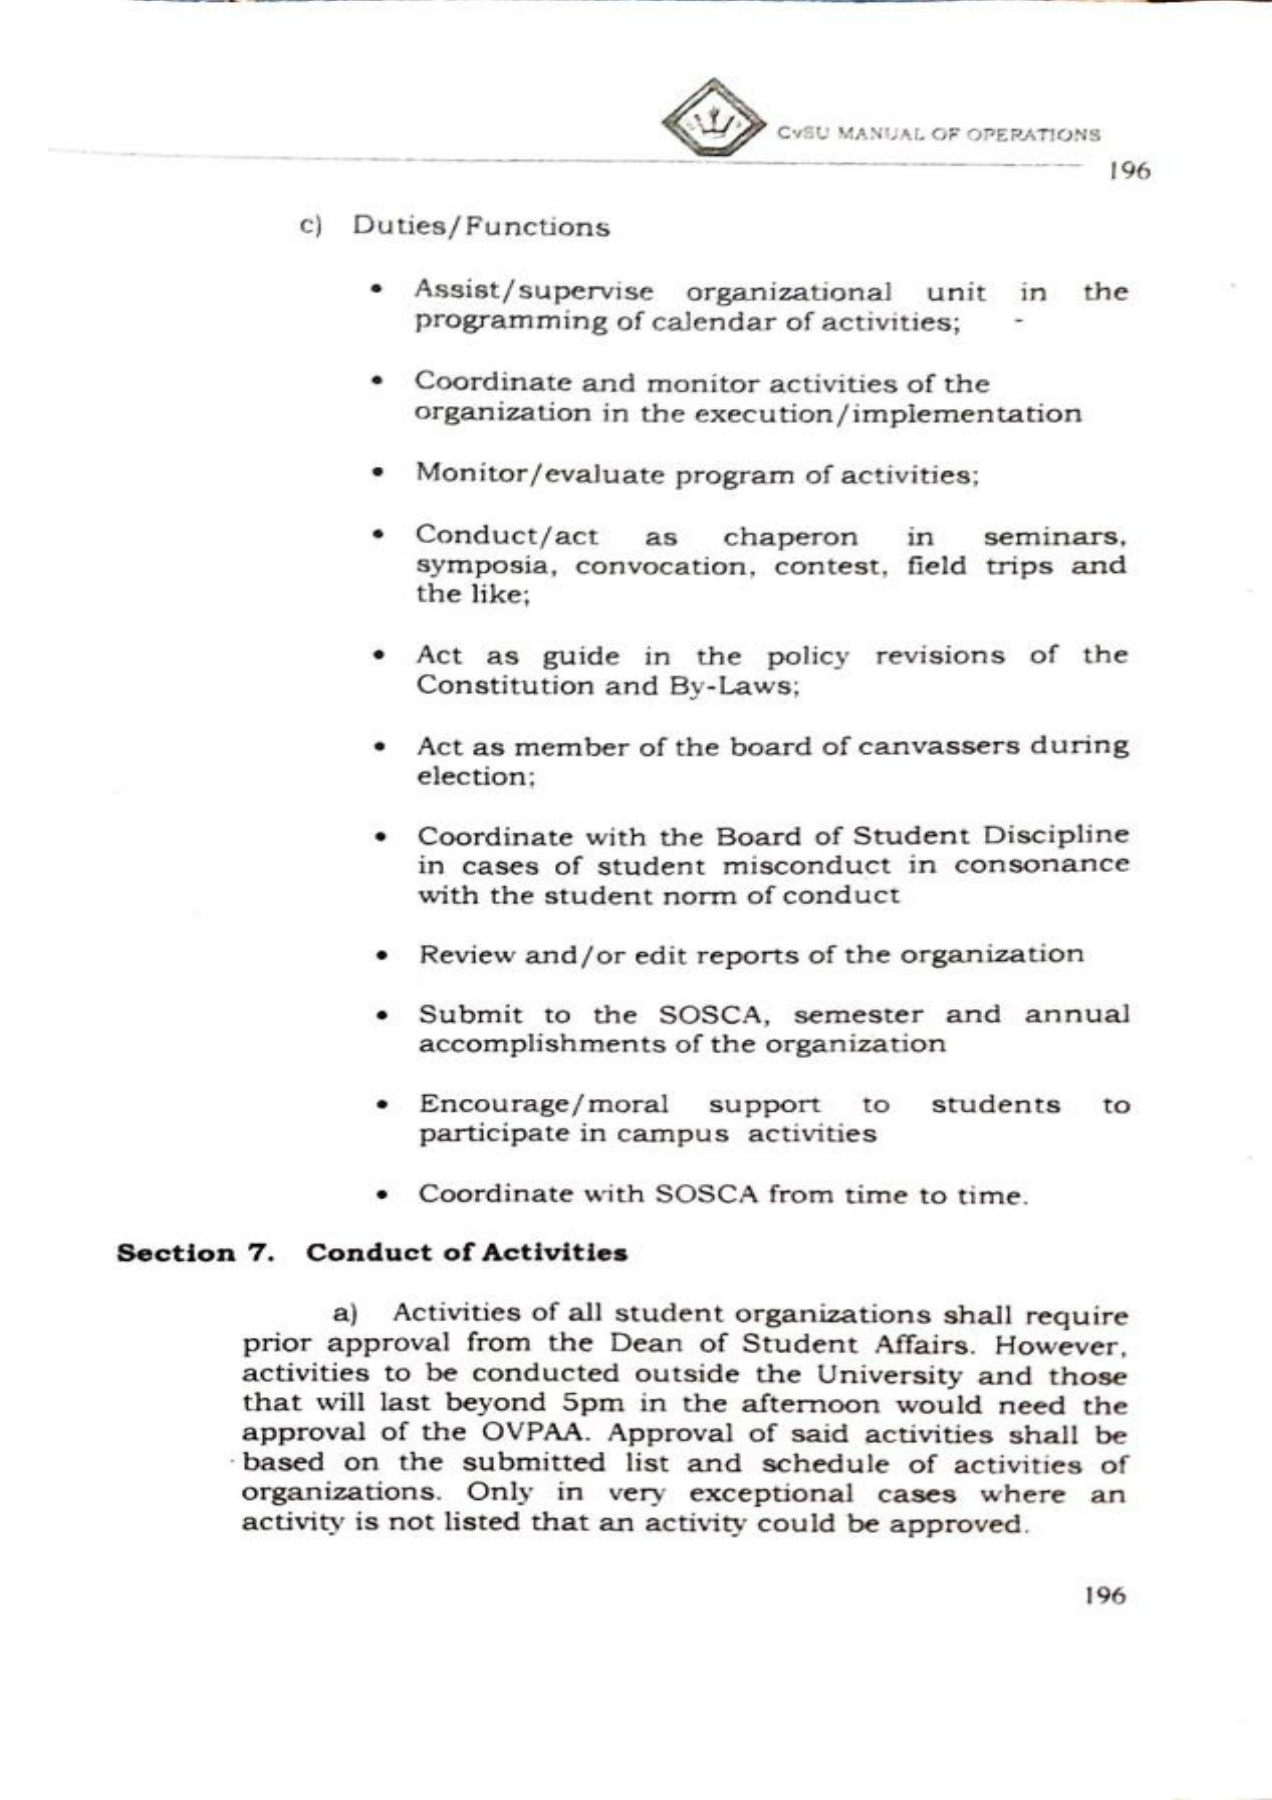 CvSU MANUAL OF OPERATIONS
196
c) Duties/Functions
• Assist/supervise organizational unit in the
programming of calendar of activities;
• Coordinate and monitor activities of the
organization in the execution/implementation
• Monitor/evaluate program of activities;
• Conduct/act as chaperon in seminars,
symposia, convocation, contest, field trips and
the like;
• Act as guide in the policy revisions of the
Constitution and By-Laws;
• Act as member of the board of canvassers during
election;
• Coordinate with the Board of Student Discipline
in cases of student misconduct in consonance
with the student norm of conduct
• Review and/or edit reports of the organization
• Submit to the SOSCA, semester and annual
accomplishments of the organization
• Encourage/moral support to students to
participate in campus activities
• Coordinate with SOSCA from time to time.
Section 7. Conduct of Activities
a) Activities of all student organizations shall require
prior approval from the Dean of Student Affairs. However,
activities to be conducted outside the University and those
that will last beyond 5pm in the afternoon would need the
approval of the OVPAA. Approval of said activities shall be
based on the submitted list and schedule of activities of
organizations. Only in very exceptional cases where an
activity is not listed that an activity could be approved.
196